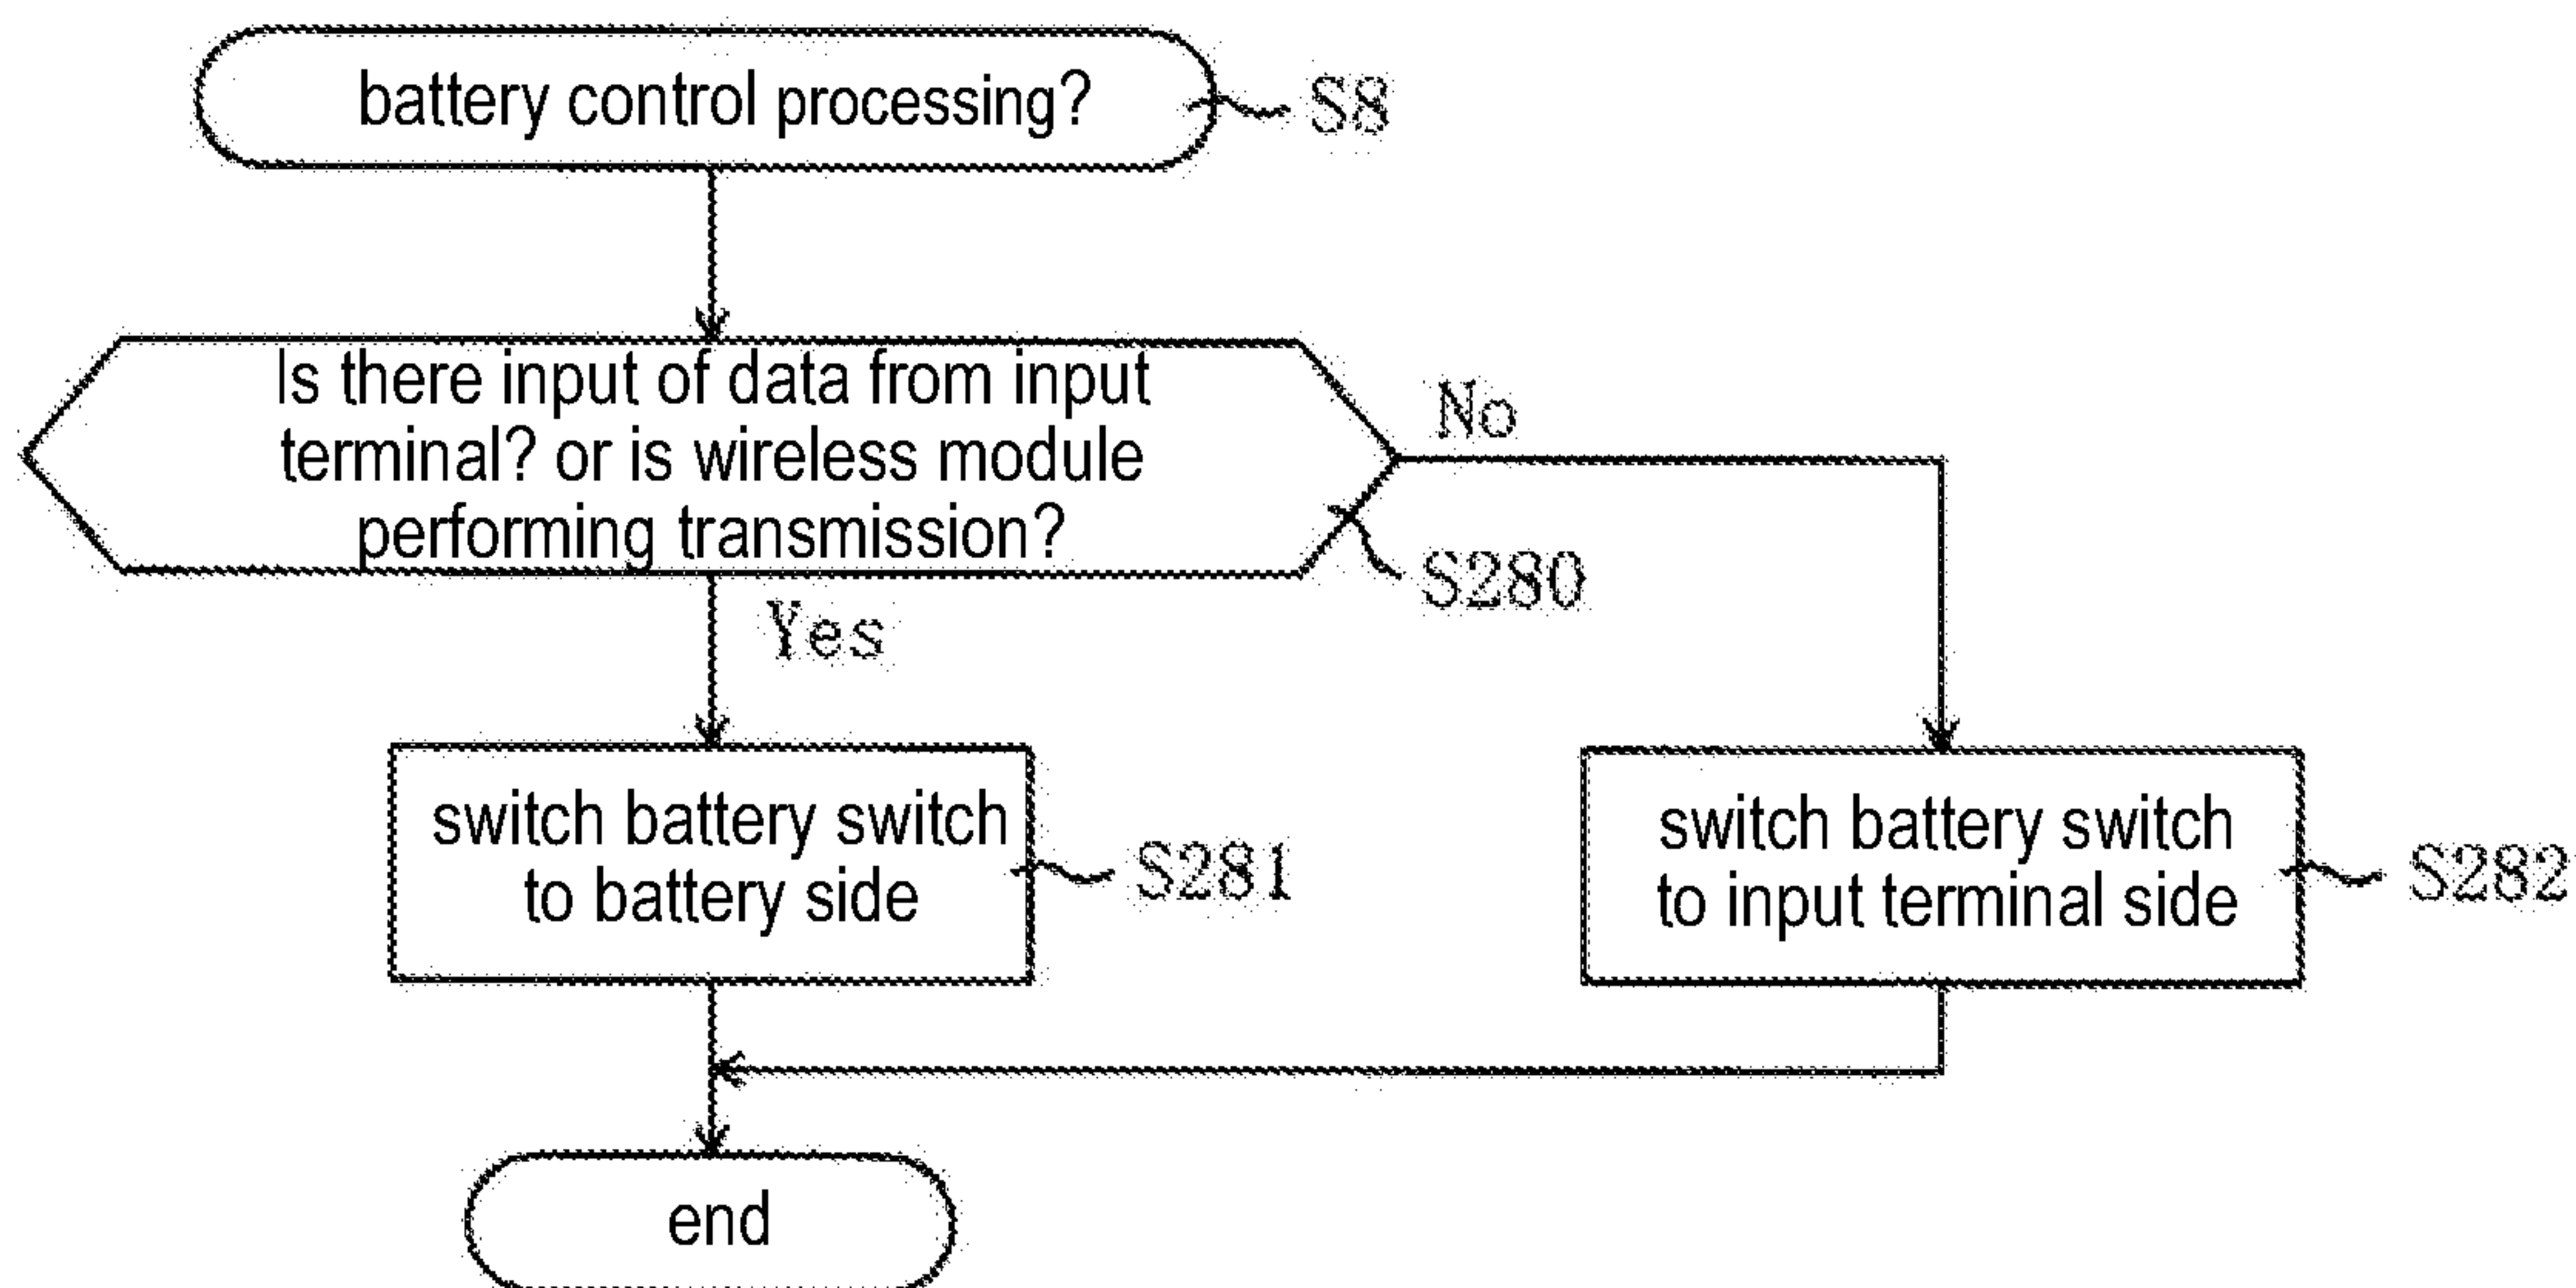 battery control processing?
S8
Is there input of data from input
terminal? or is wireless module
performing transmission?
No
S280
Yes
switch battery switch
to battery side
S281
switch battery switch
to input terminal side
S282
end